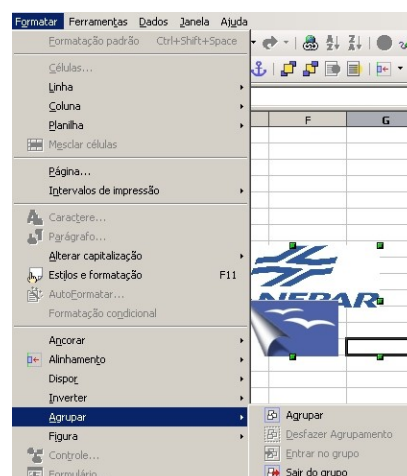 Formatar Ferramentas Dados Janela Ajuda
Formatação padrão Ctrl+Shift+Space
Células...
Linha
Coluna
Planilha
Mesclar células
Página...
Intervalos de impressão
Caractere...
Parágrafo...
Alterar capitalização
Estilos e formatação F11
AutoFormatar...
Formatação condicional
Ancorar
Alinhamento
Dispor
Inverter
Agrupar
Figura
Controle...
Formulário
Agrupar
Desfazer Agrupamento
Entrar no grupo
Sair do grupo
F G
NEPAR